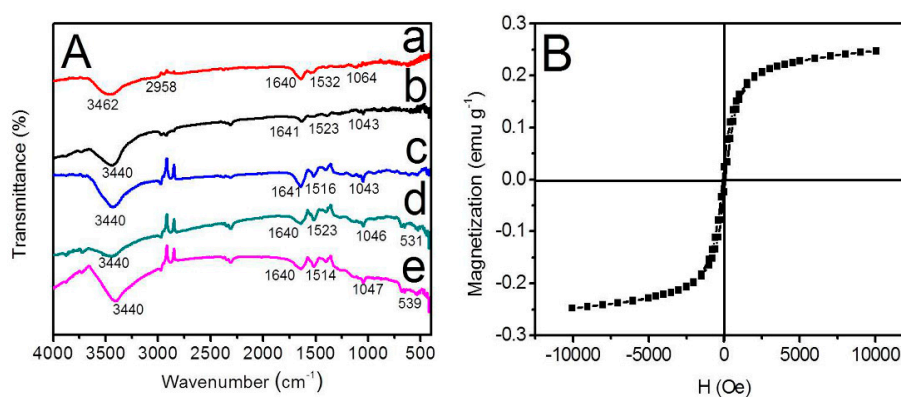 A
a
3462
2958
1640
1532
1064
b
3440
1641
1523
1043
c
3440
1641
1516
1043
d
3440
1640
1523
1046
531
e
3440
1640
1514
1047
539
Transmittance (%)
4000 3500 3000 2500 2000 1500 1000 500
Wavenumber (cm⁻¹)
B
Magnetization (emu g⁻¹)
0.3
0.2
0.1
0.0
-0.1
-0.2
-0.3
-10000 -5000 0 5000 10000
H (Oe)